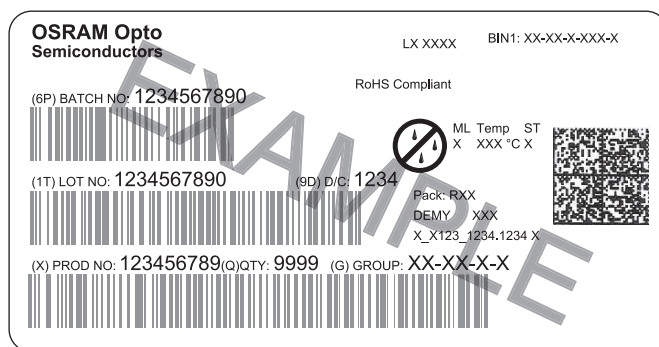 OSRAM Opto
Semiconductors
LX XXXX
BIN1: XX-XX-X-XXX-X
RoHS Compliant
(6P) BATCH NO: 1234567890
ML Temp ST
X XXX °C X
(1T) LOT NO: 1234567890
(9D) D/C: 1234
Pack: RXX
DEMY XXX
X_X123_1234.1234 X
(X) PROD NO: 123456789(Q)QTY: 9999 (G) GROUP: XX-XX-X-X
EXAMPLE